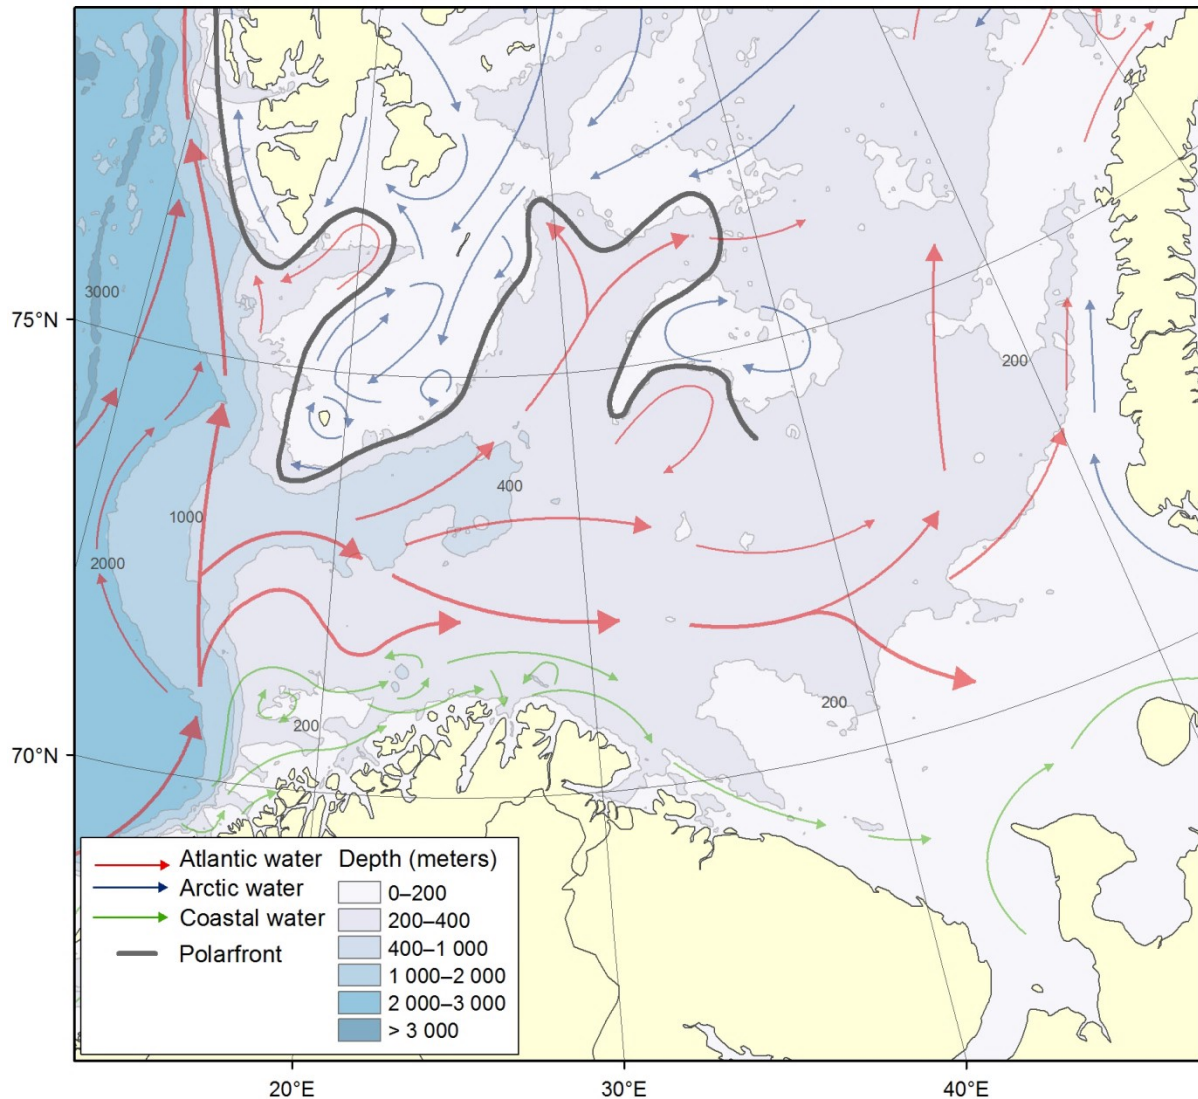 3000
75°N
200
400
1000
2000
200
200
70°N
Atlantic water
Arctic water
Coastal water
Polarfront
Depth (meters)
0–200
200–400
400–1 000
1 000–2 000
2 000–3 000
> 3 000
20°E
30°E
40°E